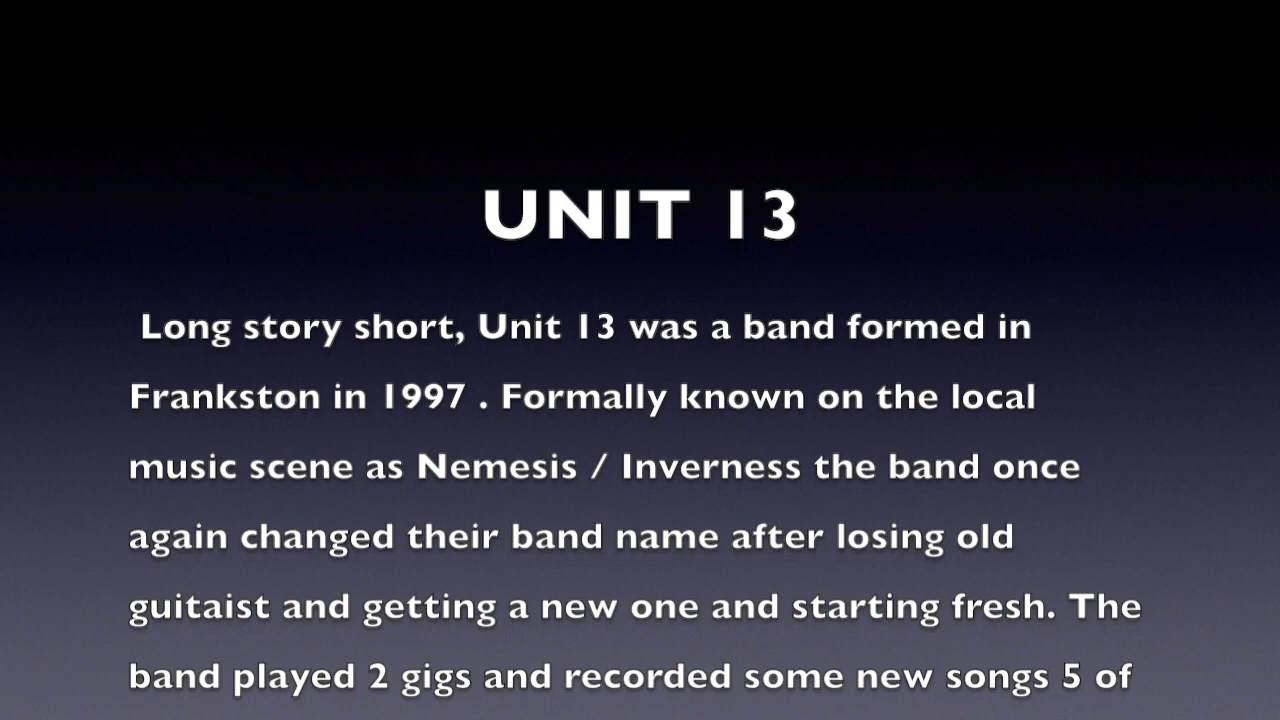 UNIT 13
Long story short, Unit 13 was a band formed in
Frankston in 1997 . Formally known on the local
music scene as Nemesis / Inverness the band once
again changed their band name after losing old
guitaist and getting a new one and starting fresh. The
band played 2 gigs and recorded some new songs 5 of